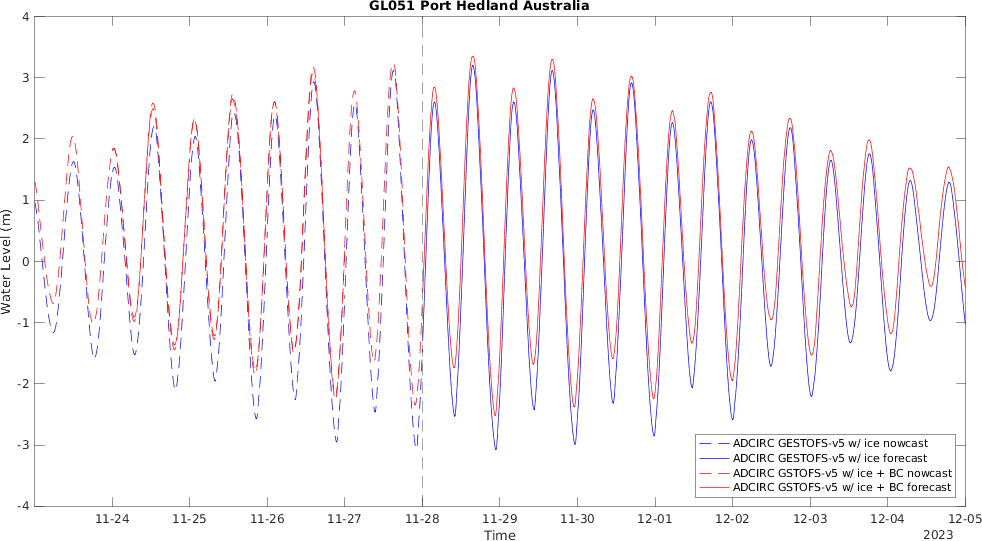 GL051 Port Hedland Australia
4
3
2
1
0
-1
-2
-3
-4
Water Level (m)
11-24 11-25 11-26 11-27 11-28 11-29 11-30 12-01 12-02 12-03 12-04 12-05
Time
2023
ADCIRC GESTOFS-v5 w/ ice nowcast
ADCIRC GESTOFS-v5 w/ ice forecast
ADCIRC GSTOFS-v5 w/ ice + BC nowcast
ADCIRC GSTOFS-v5 w/ ice + BC forecast